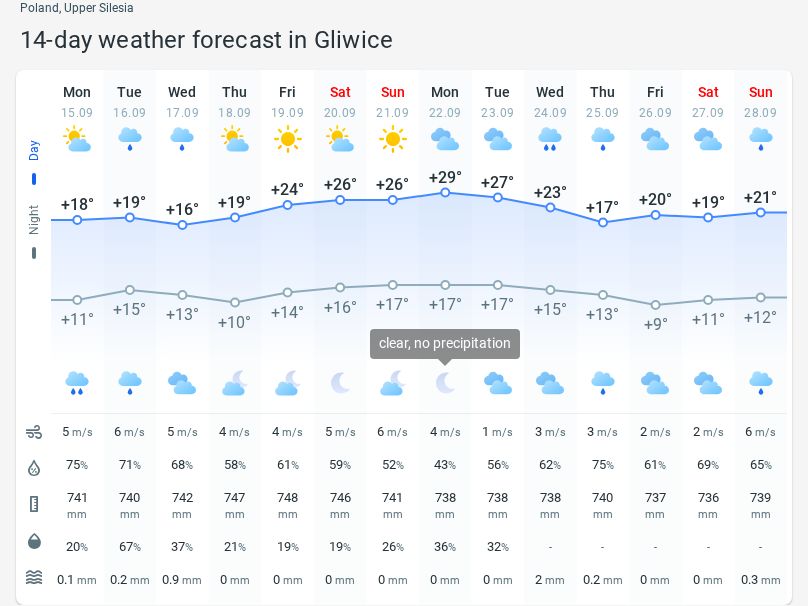 Poland, Upper Silesia
14-day weather forecast in Gliwice
Mon Tue Wed Thu Fri Sat Sun Mon Tue Wed Thu Fri Sat Sun
15.09 16.09 17.09 18.09 19.09 20.09 21.09 22.09 23.09 24.09 25.09 26.09 27.09 28.09
Day
+18° +19° +16° +19° +24° +26° +26° +29° +27° +23° +17° +20° +19° +21°
Night
+11° +15° +13° +10° +14° +16° +17° +17° +17° +15° +13° +9° +11° +12°
clear, no precipitation
5 m/s 6 m/s 5 m/s 4 m/s 4 m/s 5 m/s 6 m/s 4 m/s 1 m/s 3 m/s 3 m/s 2 m/s 2 m/s 6 m/s
75% 71% 68% 58% 61% 59% 52% 43% 56% 62% 75% 61% 69% 65%
741 740 742 747 748 746 741 738 738 738 740 737 736 739
mm mm mm mm mm mm mm mm mm mm mm mm mm mm
20% 67% 37% 21% 19% 19% 26% 36% 32% - - - - -
0.1 mm 0.2 mm 0.9 mm 0 mm 0 mm 0 mm 0 mm 0 mm 0 mm 2 mm 0.2 mm 0 mm 0 mm 0.3 mm